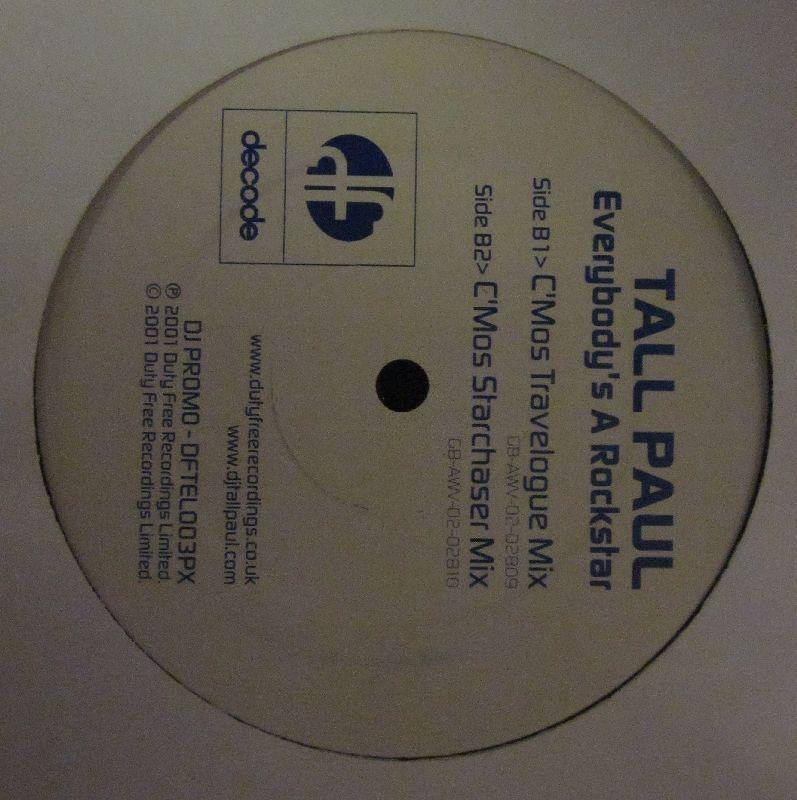 TALL PAUL
Everybody's A Rockstar
Side B1> C'Mos Travelogue Mix
GB-AWV-02-02809
Side B2> C'Mos Starchaser Mix
GB-AWV-02-02810
decode
www.dutyfreerecordings.co.uk
www.djtallpaul.com
DJ PROMO - DFTEL003PX
℗ 2001 Duty Free Recordings Limited.
© 2001 Duty Free Recordings Limited.